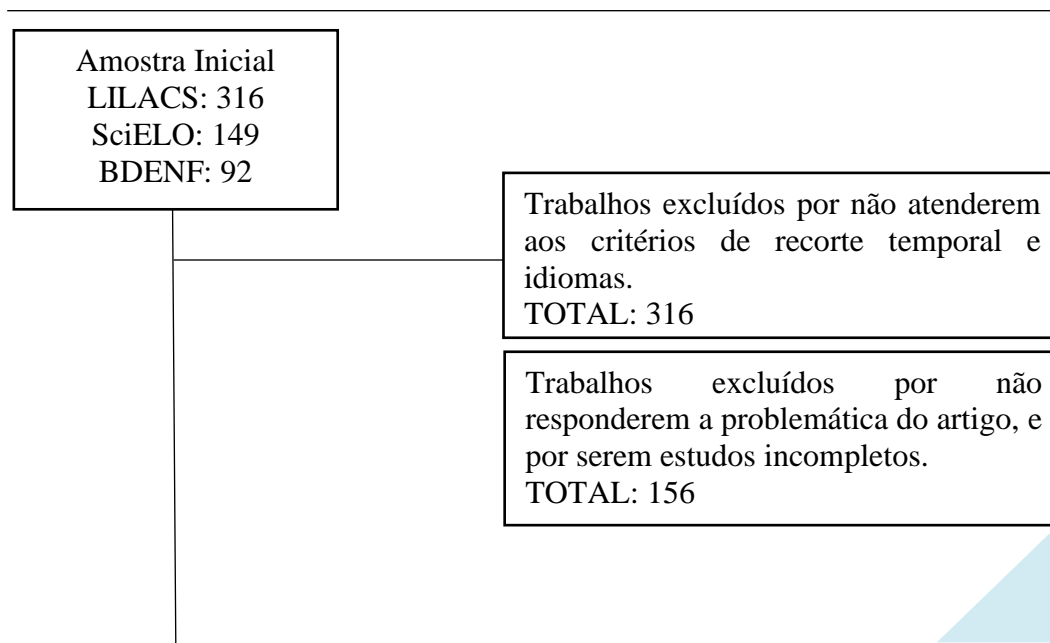 Amostra Inicial
LILACS: 316
SciELO: 149
BDENF: 92
Trabalhos excluídos por não atenderem
aos critérios de recorte temporal e
idiomas.
TOTAL: 316
Trabalhos excluídos por não
responderem a problemática do artigo, e
por serem estudos incompletos.
TOTAL: 156